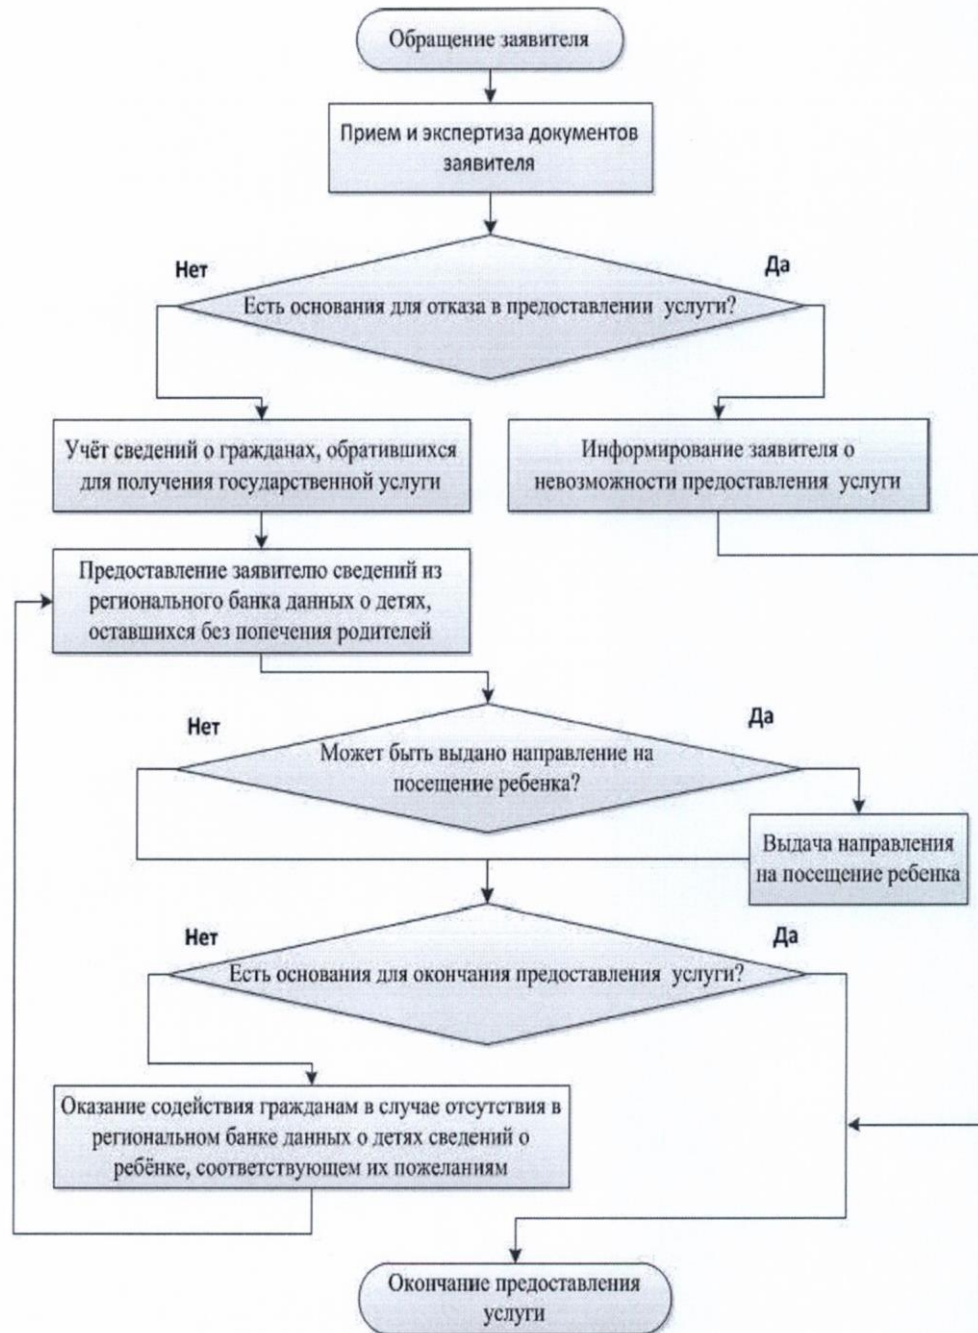 Обращение заявителя
Прием и экспертиза документов
заявителя
Нет
Да
Есть основания для отказа в предоставлении услуги?
Учёт сведений о гражданах, обратившихся
для получения государственной услуги
Информирование заявителя о
невозможности предоставления услуги
Предоставление заявителю сведений из
регионального банка данных о детях,
оставшихся без попечения родителей
Нет
Да
Может быть выдано направление на
посещение ребенка?
Выдача направления
на посещение ребенка
Нет
Да
Есть основания для окончания предоставления услуги?
Оказание содействия гражданам в случае отсутствия в
региональном банке данных о детях сведений о
ребёнке, соответствующем их пожеланиям
Окончание предоставления
услуги